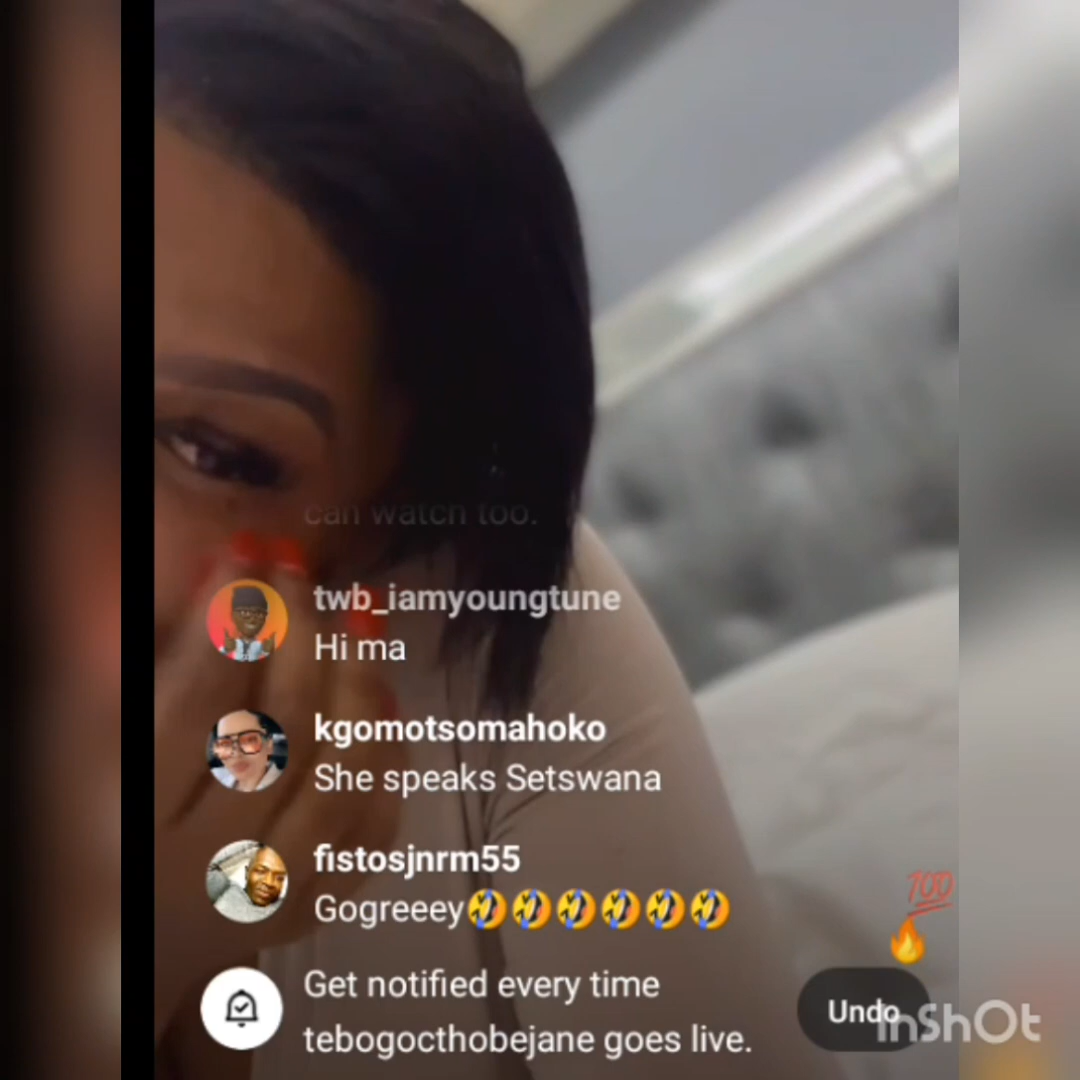 can watch too.
twb_iamyoungtune
Hi ma
kgomotsomahoko
She speaks Setswana
fistosjnrm55
Gogreeey🤣🤣🤣🤣🤣🤣
💯
Get notified every time
tebogocthobejane goes live.
Undo
InShOt